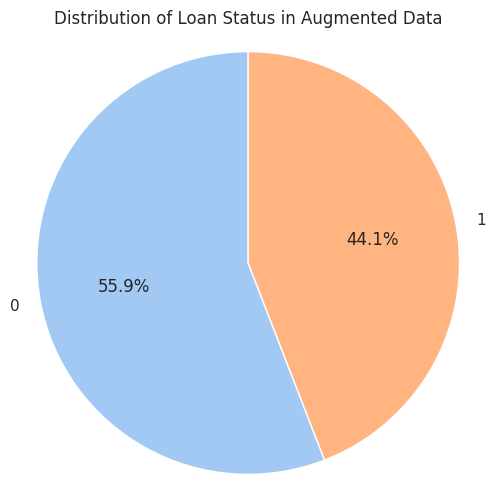 Distribution of Loan Status in Augmented Data
1
44.1%
55.9%
0